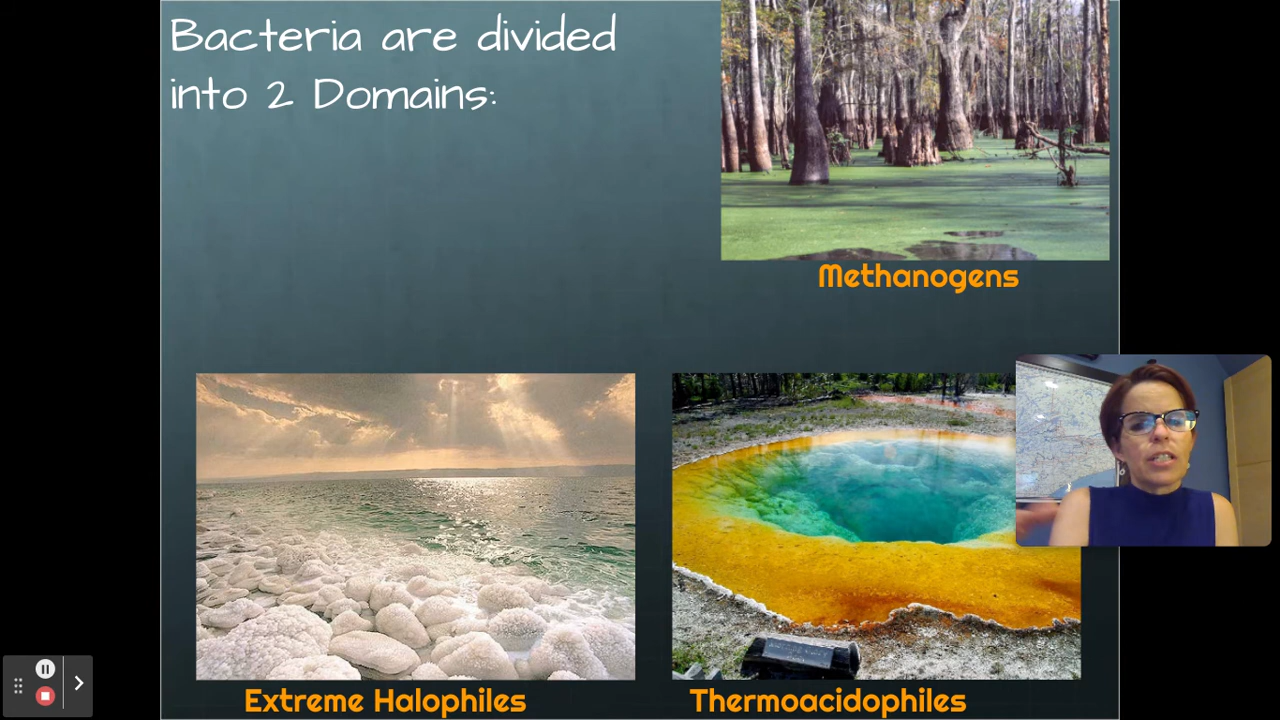 Bacteria are divided
into 2 Domains:
Methanogens
Extreme Halophiles
Thermoacidophiles